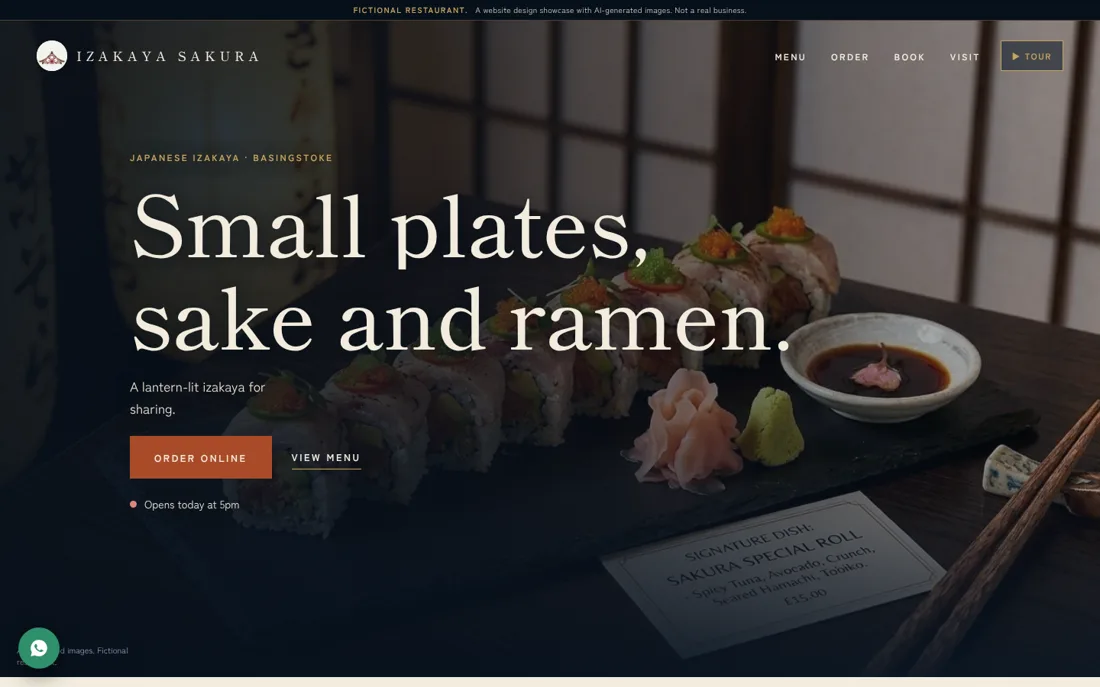 FICTIONAL RESTAURANT. A website design showcase with AI-generated images. Not a real business.
IZAKAYA SAKURA
MENU ORDER BOOK VISIT ▶ TOUR
JAPANESE IZAKAYA · BASINGSTOKE
Small plates,
sake and ramen.
A lantern-lit izakaya for
sharing.
ORDER ONLINE VIEW MENU
Opens today at 5pm
SIGNATURE DISH:
SAKURA SPECIAL ROLL
- Spicy Tuna, Avocado, Crunch,
Seared Hamachi, Tobiko.
£15.00
images. Fictional